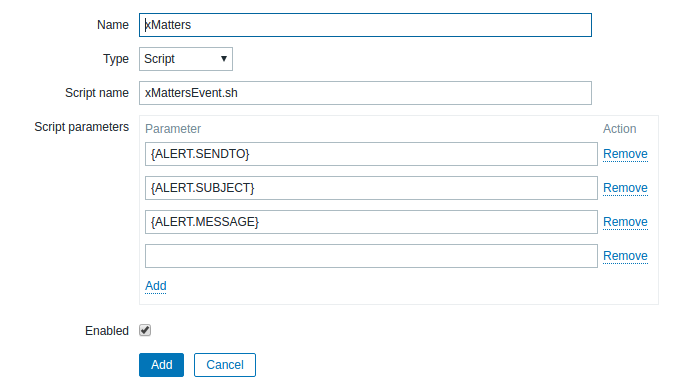 Name xMatters
Type Script
Script name xMattersEvent.sh
Script parameters Parameter Action
{ALERT.SENDTO} Remove
{ALERT.SUBJECT} Remove
{ALERT.MESSAGE} Remove
Remove
Add
Enabled
Add Cancel